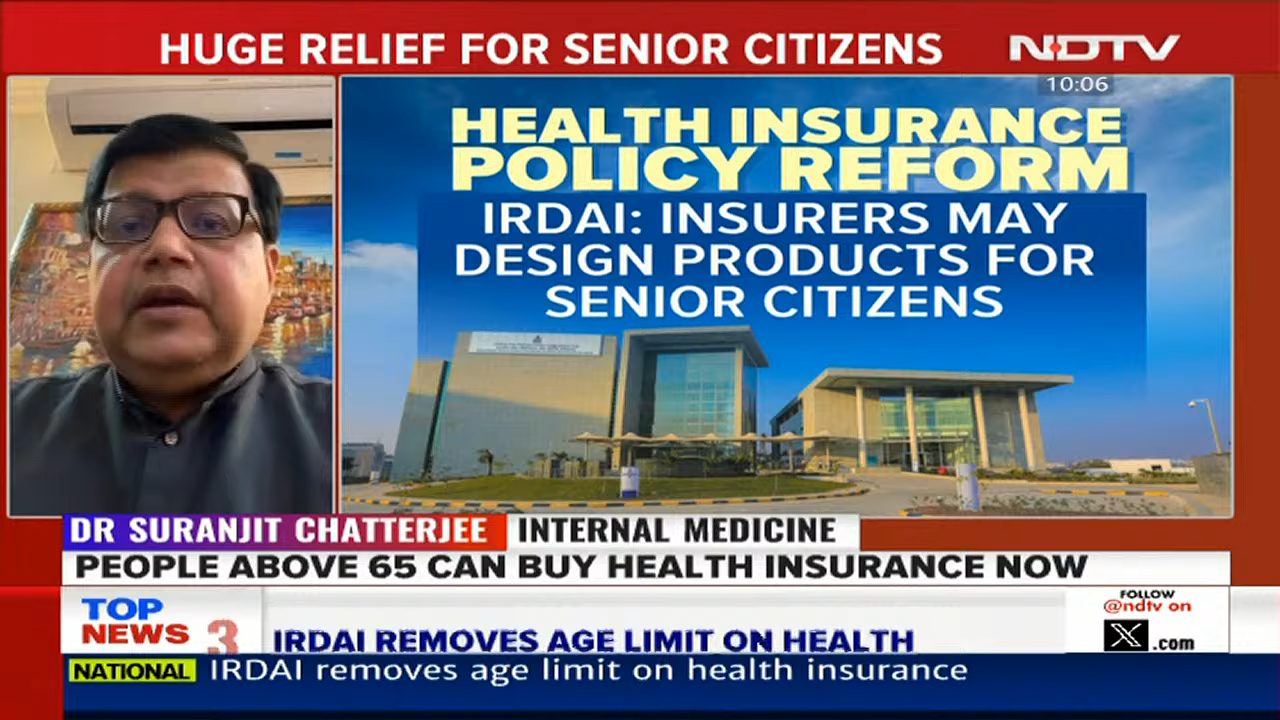 HUGE RELIEF FOR SENIOR CITIZENS
NDTV
10:06
HEALTH INSURANCE
POLICY REFORM
IRDAI: INSURERS MAY
DESIGN PRODUCTS FOR
SENIOR CITIZENS
DR SURANJIT CHATTERJEE
INTERNAL MEDICINE
PEOPLE ABOVE 65 CAN BUY HEALTH INSURANCE NOW
TOP
NEWS 3
IRDAI REMOVES AGE LIMIT ON HEALTH
FOLLOW
@ndtv on
X.com
NATIONAL
IRDAI removes age limit on health insurance